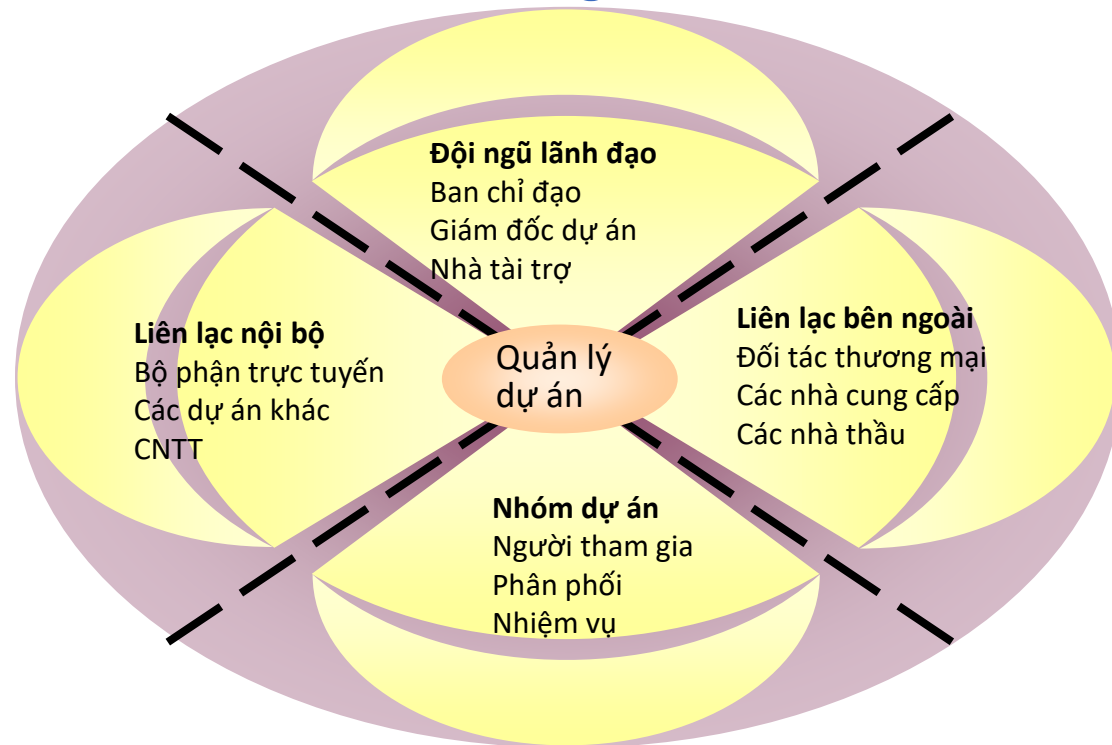 Đội ngũ lãnh đạo
Ban chỉ đạo
Giám đốc dự án
Nhà tài trợ
Liên lạc nội bộ
Bộ phận trực tuyến
Các dự án khác
CNTT
Quản lý
dự án
Liên lạc bên ngoài
Đối tác thương mại
Các nhà cung cấp
Các nhà thầu
Nhóm dự án
Người tham gia
Phân phối
Nhiệm vụ